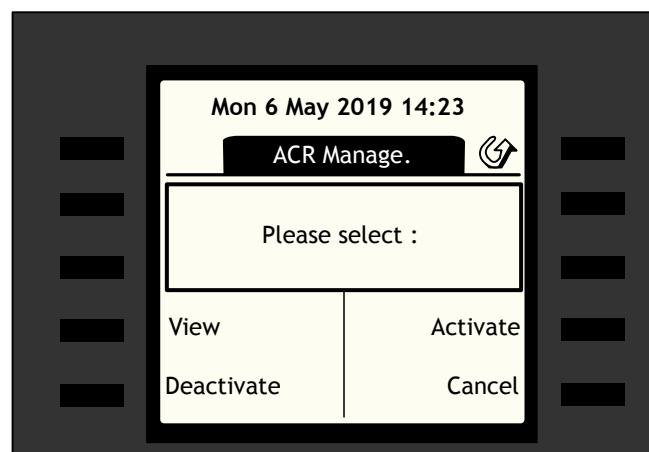 Mon 6 May 2019 14:23
ACR Manage.
Please select :
View Activate
Deactivate Cancel